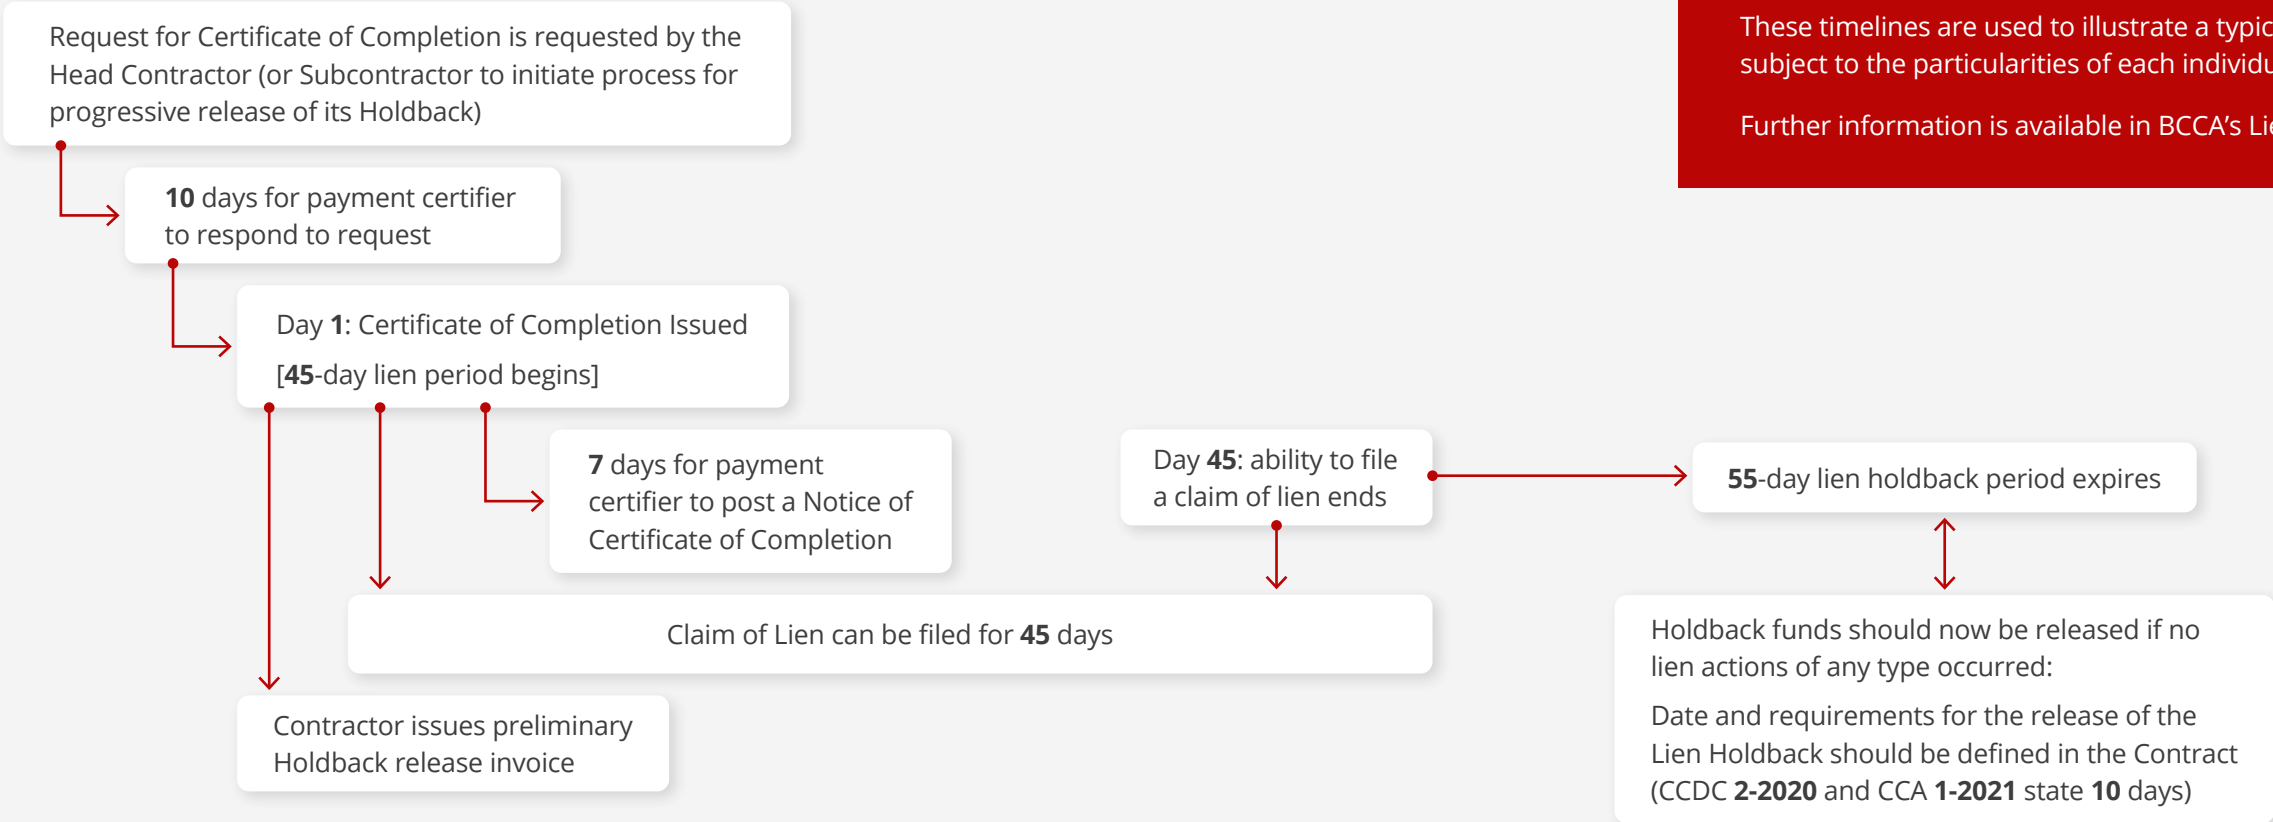 Request for Certificate of Completion is requested by the
Head Contractor (or Subcontractor to initiate process for
progressive release of its Holdback)
These timelines are used to illustrate a typic
subject to the particularities of each individu
Further information is available in BCCA's Lie
10 days for payment certifier
to respond to request
Day 1: Certificate of Completion Issued
[45-day lien period begins]
7 days for payment
certifier to post a Notice of
Certificate of Completion
Day 45: ability to file
a claim of lien ends
55-day lien holdback period expires
Claim of Lien can be filed for 45 days
Contractor issues preliminary
Holdback release invoice
Holdback funds should now be released if no
lien actions of any type occurred:
Date and requirements for the release of the
Lien Holdback should be defined in the Contract
(CCDC 2-2020 and CCA 1-2021 state 10 days)